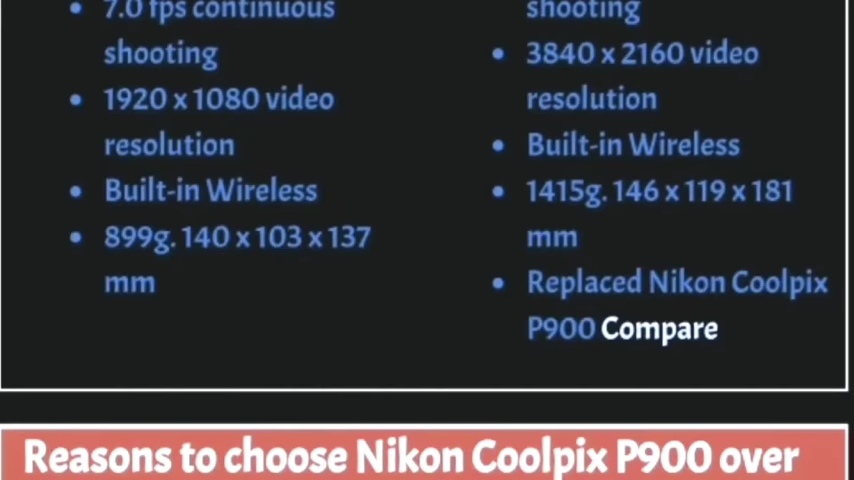 7.0 fps continuous
shooting
1920 x 1080 video
resolution
Built-in Wireless
899g. 140 x 103 x 137
mm
shooting
3840 x 2160 video
resolution
Built-in Wireless
1415g. 146 x 119 x 181
mm
Replaced Nikon Coolpix
P900 Compare
Reasons to choose Nikon Coolpix P900 over